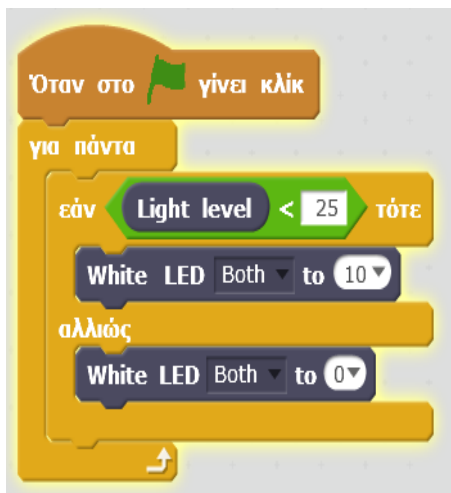 Όταν στο γίνει κλίκ
για πάντα
εάν Light level < 25 τότε
White LED Both to 10
αλλιώς
White LED Both to 0